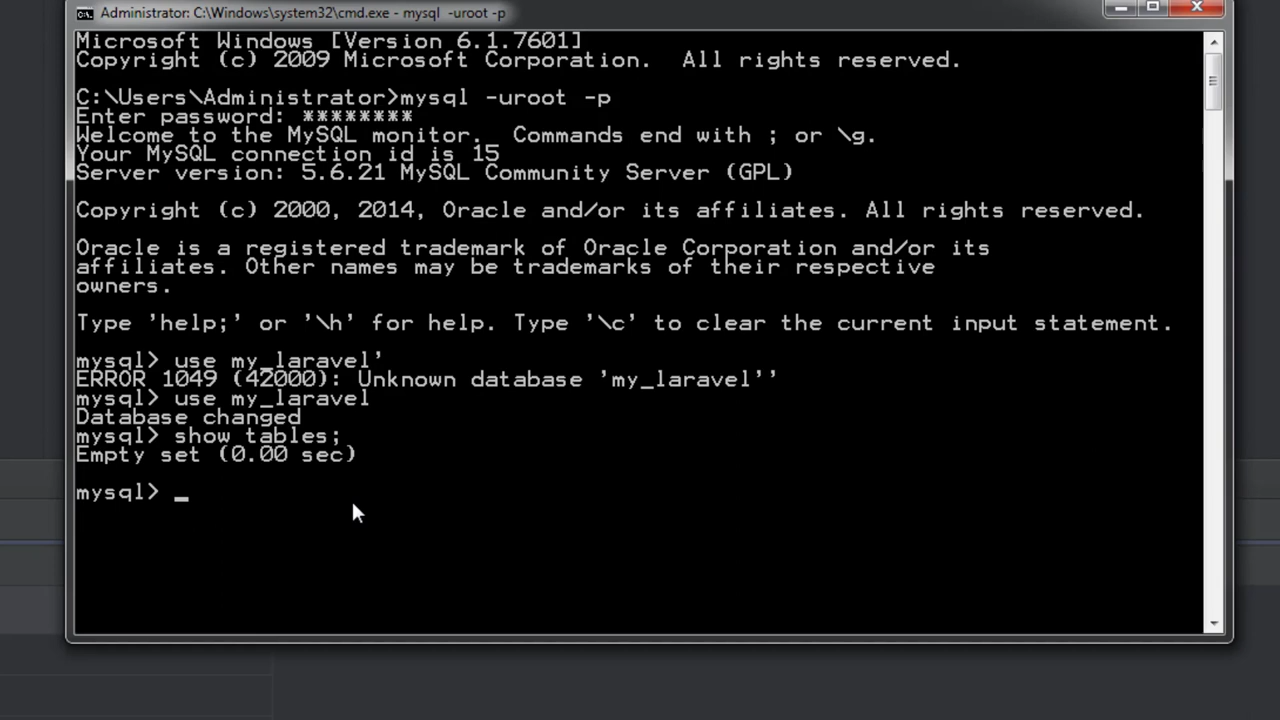 Administrator: C:\Windows\system32\cmd.exe - mysql -uroot -p
Microsoft Windows [Version 6.1.7601]
Copyright (c) 2009 Microsoft Corporation.  All rights reserved.
C:\Users\Administrator>mysql -uroot -p
Enter password: ********
Welcome to the MySQL monitor.  Commands end with ; or \g.
Your MySQL connection id is 15
Server version: 5.6.21 MySQL Community Server (GPL)
Copyright (c) 2000, 2014, Oracle and/or its affiliates. All rights reserved.
Oracle is a registered trademark of Oracle Corporation and/or its
affiliates. Other names may be trademarks of their respective
owners.
Type 'help;' or '\h' for help. Type '\c' to clear the current input statement.
mysql> use my_laravel'
ERROR 1049 (42000): Unknown database 'my_laravel''
mysql> use my_laravel
Database changed
mysql> show tables;
Empty set (0.00 sec)
mysql> _